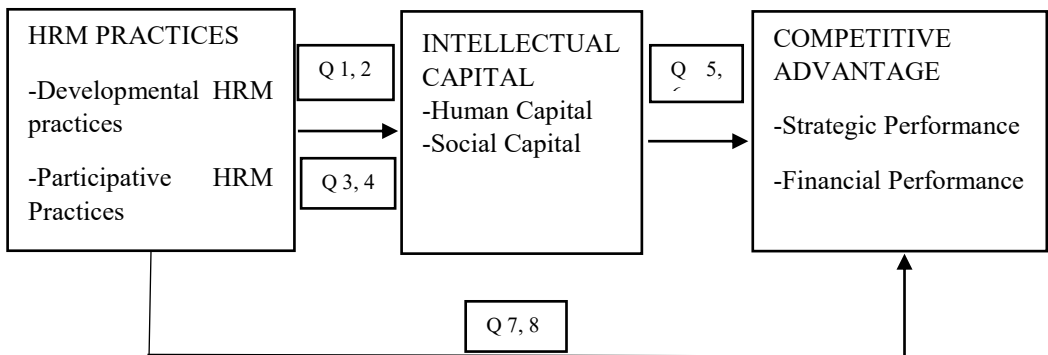 HRM PRACTICES
-Developmental HRM
practices
-Participative HRM
Practices
Q 1, 2
Q 3, 4
INTELLECTUAL
CAPITAL
-Human Capital
-Social Capital
Q 5,
COMPETITIVE
ADVANTAGE
-Strategic Performance
-Financial Performance
Q 7, 8